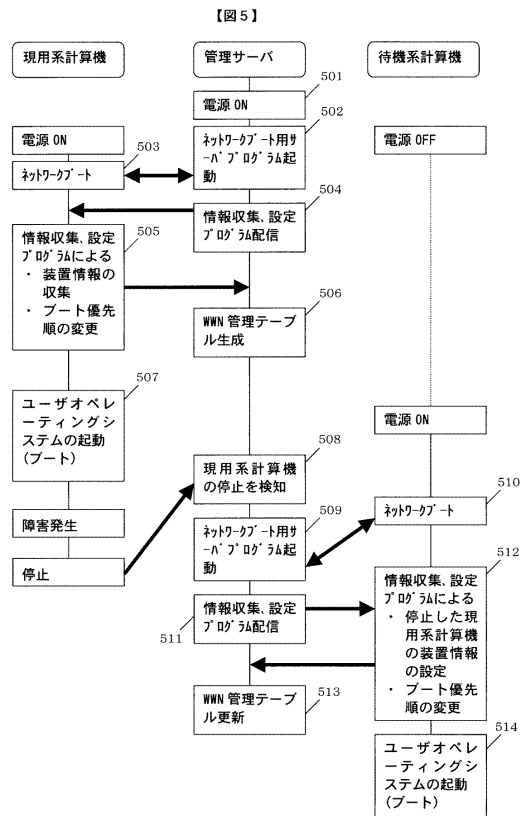 【図5】
現用系計算機
管理サーバ
待機系計算機
501
電源 ON
502
電源 ON
ﾈｯﾄﾜｰｸﾌﾞｰﾄ用ｻ
ｰﾊﾞﾌﾟﾛｸﾞﾗﾑ起
動
電源 OFF
503
ﾈｯﾄﾜｰｸﾌﾞｰﾄ
504
情報収集、設定
ﾌﾟﾛｸﾞﾗﾑ配信
505
情報収集、設定
ﾌﾟﾛｸﾞﾗﾑによる
・ 装置情報の
収集
・ ブート優先
順の変更
506
WWN 管理テーブ
ル生成
507
ユーザオペレ
ーティングシ
ステムの起動
(ブート)
電源 ON
508
現用系計算機
の停止を検知
510
ﾈｯﾄﾜｰｸﾌﾞｰﾄ
509
障害発生
ﾈｯﾄﾜｰｸﾌﾞｰﾄ用ｻ
ｰﾊﾞﾌﾟﾛｸﾞﾗﾑ起
動
停止
512
情報収集、設定
ﾌﾟﾛｸﾞﾗﾑによる
・ 停止した現
用系計算機
の装置情報
の設定
・ ブート優先
順の変更
情報収集、設定
ﾌﾟﾛｸﾞﾗﾑ配信
511
513
WWN 管理テーブ
ル更新
514
ユーザオペレ
ーティングシ
ステムの起動
(ブート)